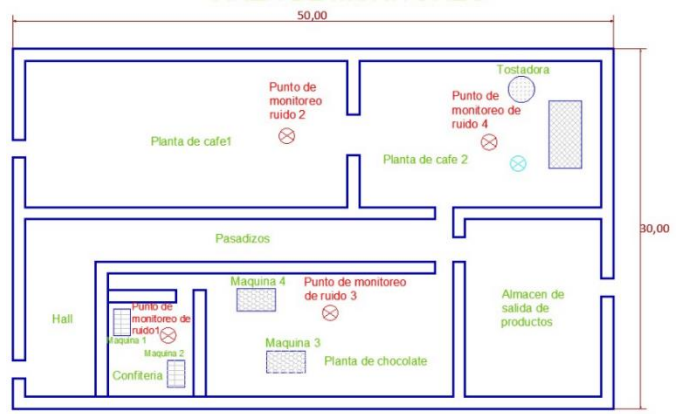 50,00
Tostadora
Punto de
monitoreo
ruido 2
Punto de
monitoreo de
ruido 4
Planta de cafe1
Planta de cafe 2
30,00
Pasadizos
Maquina 4
Punto de monitoreo
de ruido 3
Almacen de
salida de
productos
Hall
Punto de
monitoreo de
ruido1
Maquina 1
Maquina 2
Maquina 3
Planta de chocolate
Confiteria